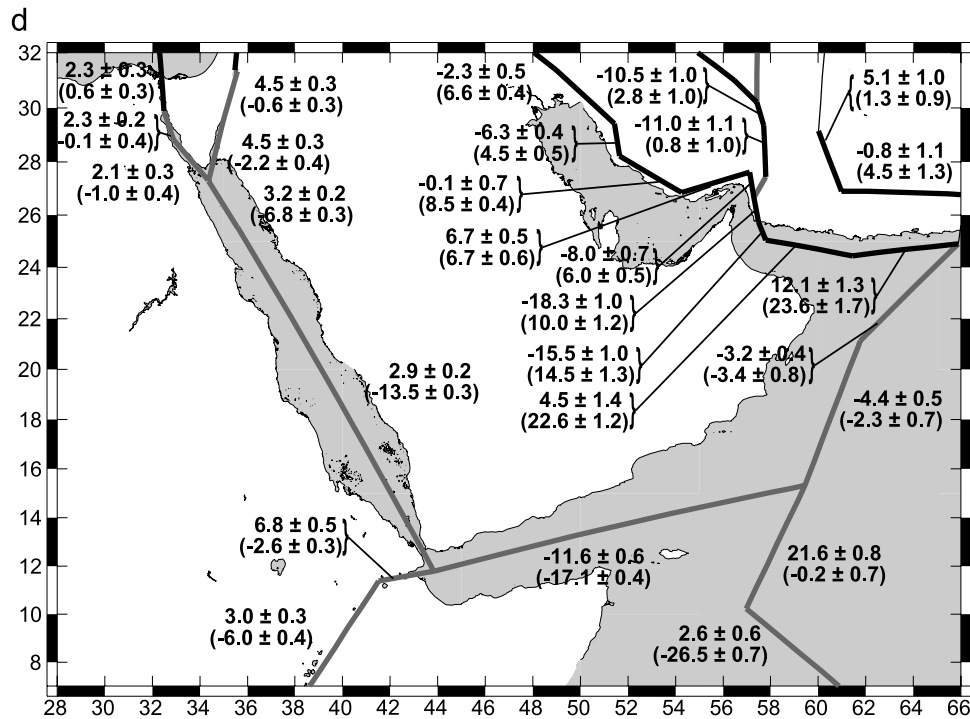 d
32
30
28
26
24
22
20
18
16
14
12
10
8
2.3 ± 0.3
(0.6 ± 0.3)
2.3 ± 0.2
-0.1 ± 0.4)
2.1 ± 0.3
(-1.0 ± 0.4)
4.5 ± 0.3
(-0.6 ± 0.3)
4.5 ± 0.3
(-2.2 ± 0.4)
3.2 ± 0.2
(-6.8 ± 0.3)
2.9 ± 0.2
(-13.5 ± 0.3)
-2.3 ± 0.5
(6.6 ± 0.4)
-6.3 ± 0.4
(4.5 ± 0.5)
-0.1 ± 0.7
(8.5 ± 0.4)
6.7 ± 0.5
(6.7 ± 0.6)
-8.0 ± 0.7
(6.0 ± 0.5)
-18.3 ± 1.0
(10.0 ± 1.2)
-15.5 ± 1.0
(14.5 ± 1.3)
4.5 ± 1.4
(22.6 ± 1.2)
-10.5 ± 1.0
(2.8 ± 1.0)
-11.0 ± 1.1
(0.8 ± 1.0)
5.1 ± 1.0
(1.3 ± 0.9)
-0.8 ± 1.1
(4.5 ± 1.3)
12.1 ± 1.3
(23.6 ± 1.7)
-3.2 ± 0.4
(-3.4 ± 0.8)
-4.4 ± 0.5
(-2.3 ± 0.7)
6.8 ± 0.5
(-2.6 ± 0.3)
-11.6 ± 0.6
(-17.1 ± 0.4)
21.6 ± 0.8
(-0.2 ± 0.7)
3.0 ± 0.3
(-6.0 ± 0.4)
2.6 ± 0.6
(-26.5 ± 0.7)
28 30 32 34 36 38 40 42 44 46 48 50 52 54 56 58 60 62 64 66